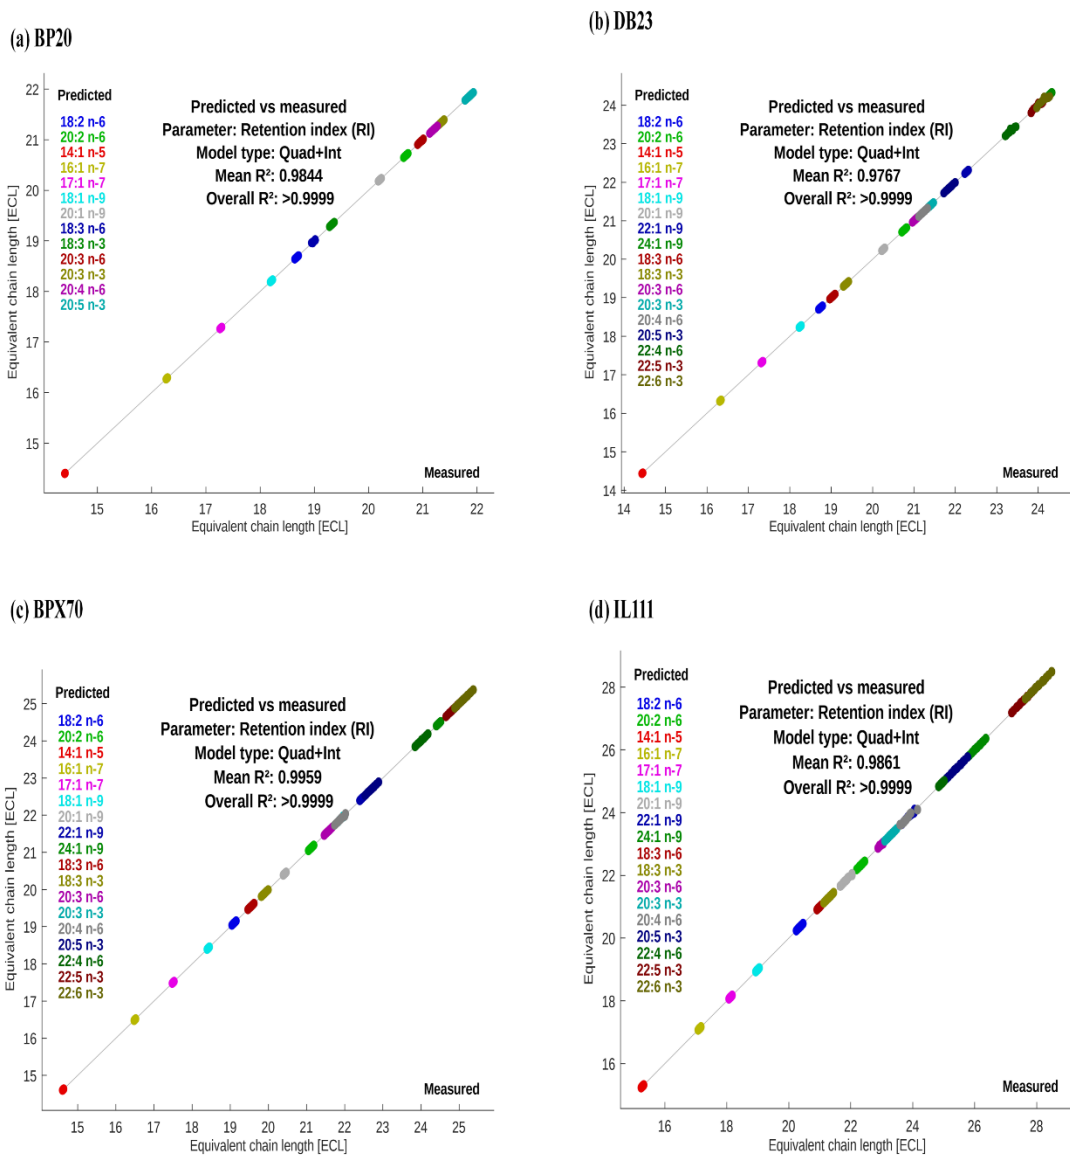 (a) BP20
Predicted
18:2 n-6
20:2 n-6
14:1 n-5
16:1 n-7
17:1 n-7
18:1 n-9
20:1 n-9
18:3 n-6
18:3 n-3
20:3 n-6
20:3 n-3
20:4 n-6
20:5 n-3
Predicted vs measured
Parameter: Retention index (RI)
Model type: Quad+Int
Mean R²: 0.9844
Overall R²: >0.9999
Equivalent chain length [ECL]
22
21
20
19
18
17
16
15
Measured
15 16 17 18 19 20 21 22
Equivalent chain length [ECL]
(b) DB23
Predicted
18:2 n-6
20:2 n-6
14:1 n-5
16:1 n-7
17:1 n-7
18:1 n-9
20:1 n-9
22:1 n-9
24:1 n-9
18:3 n-6
18:3 n-3
20:3 n-6
20:3 n-3
20:4 n-6
20:5 n-3
22:4 n-6
22:5 n-3
22:6 n-3
Predicted vs measured
Parameter: Retention index (RI)
Model type: Quad+Int
Mean R²: 0.9767
Overall R²: >0.9999
Equivalent chain length [ECL]
24
23
22
21
20
19
18
17
16
15
14
Measured
14 15 16 17 18 19 20 21 22 23 24
Equivalent chain length [ECL]
(c) BPX70
Predicted
18:2 n-6
20:2 n-6
14:1 n-5
16:1 n-7
17:1 n-7
18:1 n-9
20:1 n-9
22:1 n-9
24:1 n-9
18:3 n-6
18:3 n-3
20:3 n-6
20:3 n-3
20:4 n-6
20:5 n-3
22:4 n-6
22:5 n-3
22:6 n-3
Predicted vs measured
Parameter: Retention index (RI)
Model type: Quad+Int
Mean R²: 0.9959
Overall R²: >0.9999
Equivalent chain length [ECL]
25
24
23
22
21
20
19
18
17
16
15
Measured
15 16 17 18 19 20 21 22 23 24 25
Equivalent chain length [ECL]
(d) IL111
Predicted
18:2 n-6
20:2 n-6
14:1 n-5
16:1 n-7
17:1 n-7
18:1 n-9
20:1 n-9
22:1 n-9
24:1 n-9
18:3 n-6
18:3 n-3
20:3 n-6
20:3 n-3
20:4 n-6
20:5 n-3
22:4 n-6
22:5 n-3
22:6 n-3
Predicted vs measured
Parameter: Retention index (RI)
Model type: Quad+Int
Mean R²: 0.9861
Overall R²: >0.9999
Equivalent chain length [ECL]
28
26
24
22
20
18
16
Measured
16 18 20 22 24 26 28
Equivalent chain length [ECL]